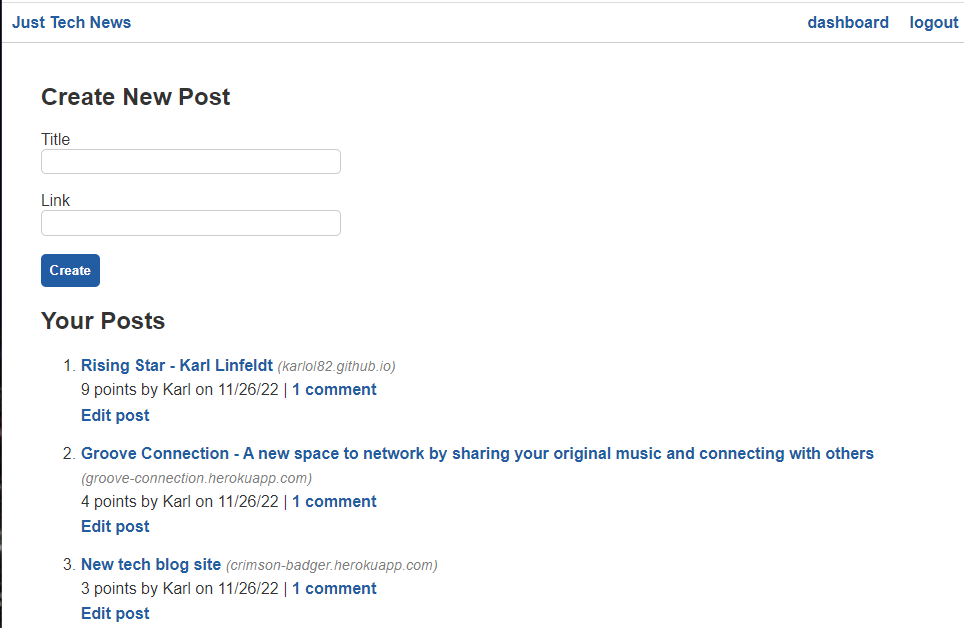 Just Tech News dashboard logout
Create New Post
Title
Link
Create
Your Posts
1. Rising Star - Karl Linfeldt (karlol82.github.io)
9 points by Karl on 11/26/22 | 1 comment
Edit post
2. Groove Connection - A new space to network by sharing your original music and connecting with others
(groove-connection.herokuapp.com)
4 points by Karl on 11/26/22 | 1 comment
Edit post
3. New tech blog site (crimson-badger.herokuapp.com)
3 points by Karl on 11/26/22 | 1 comment
Edit post